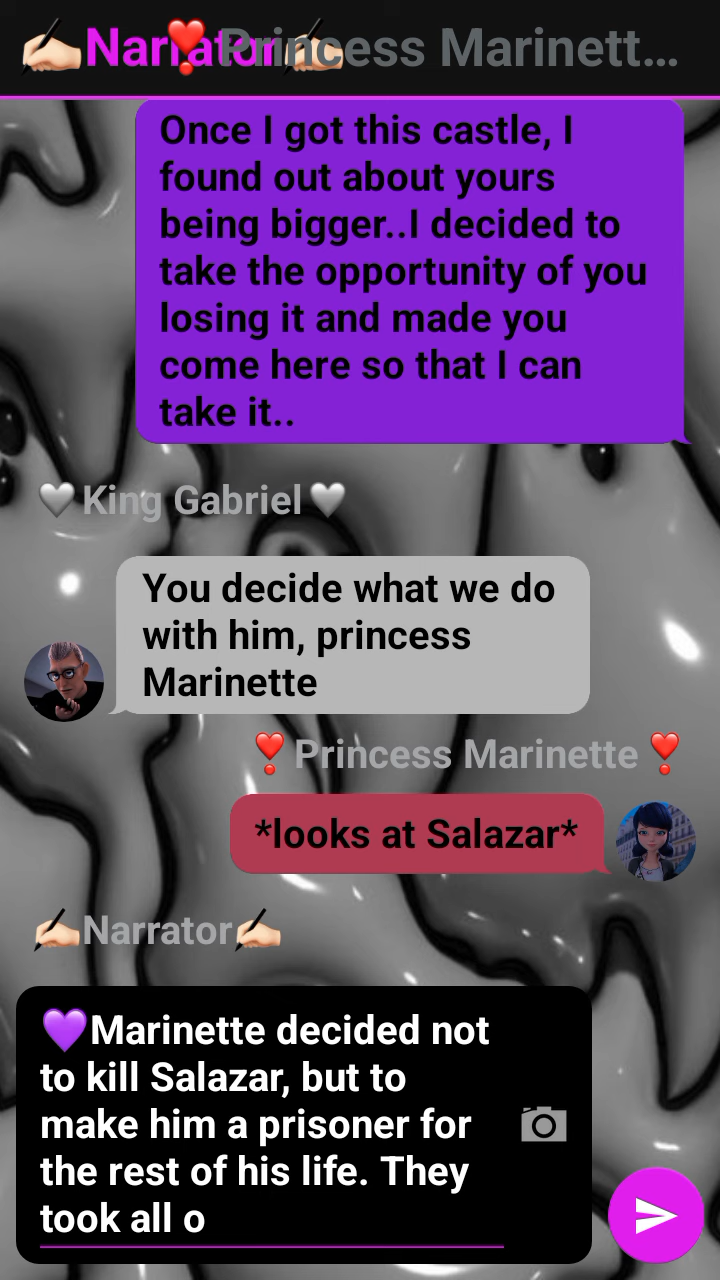 ✍🏻Narrator✍🏻 ❣️Princess Marinett...
Once I got this castle, I
found out about yours
being bigger..I decided to
take the opportunity of you
losing it and made you
come here so that I can
take it..
🤍King Gabriel🤍
You decide what we do
with him, princess
Marinette
❣️Princess Marinette❣️
*looks at Salazar*
✍🏻Narrator✍🏻
💜Marinette decided not
to kill Salazar, but to
make him a prisoner for
the rest of his life. They
took all o